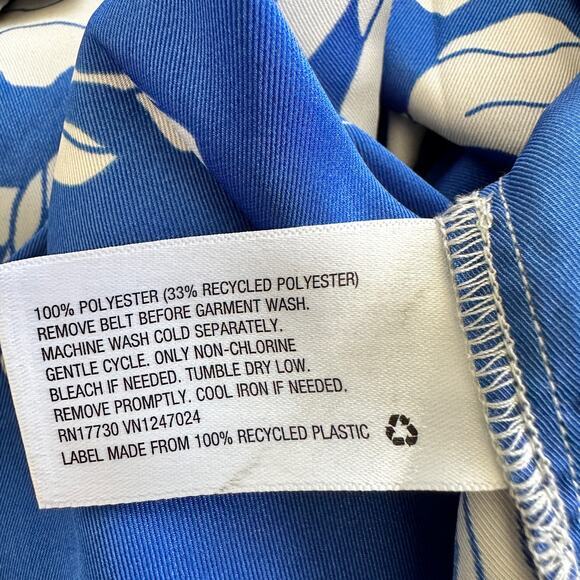 100% POLYESTER (33% RECYCLED POLYESTER)
REMOVE BELT BEFORE GARMENT WASH.
MACHINE WASH COLD SEPARATELY.
GENTLE CYCLE. ONLY NON-CHLORINE
BLEACH IF NEEDED. TUMBLE DRY LOW.
REMOVE PROMPTLY. COOL IRON IF NEEDED.
RN17730 VN1247024
LABEL MADE FROM 100% RECYCLED PLASTIC